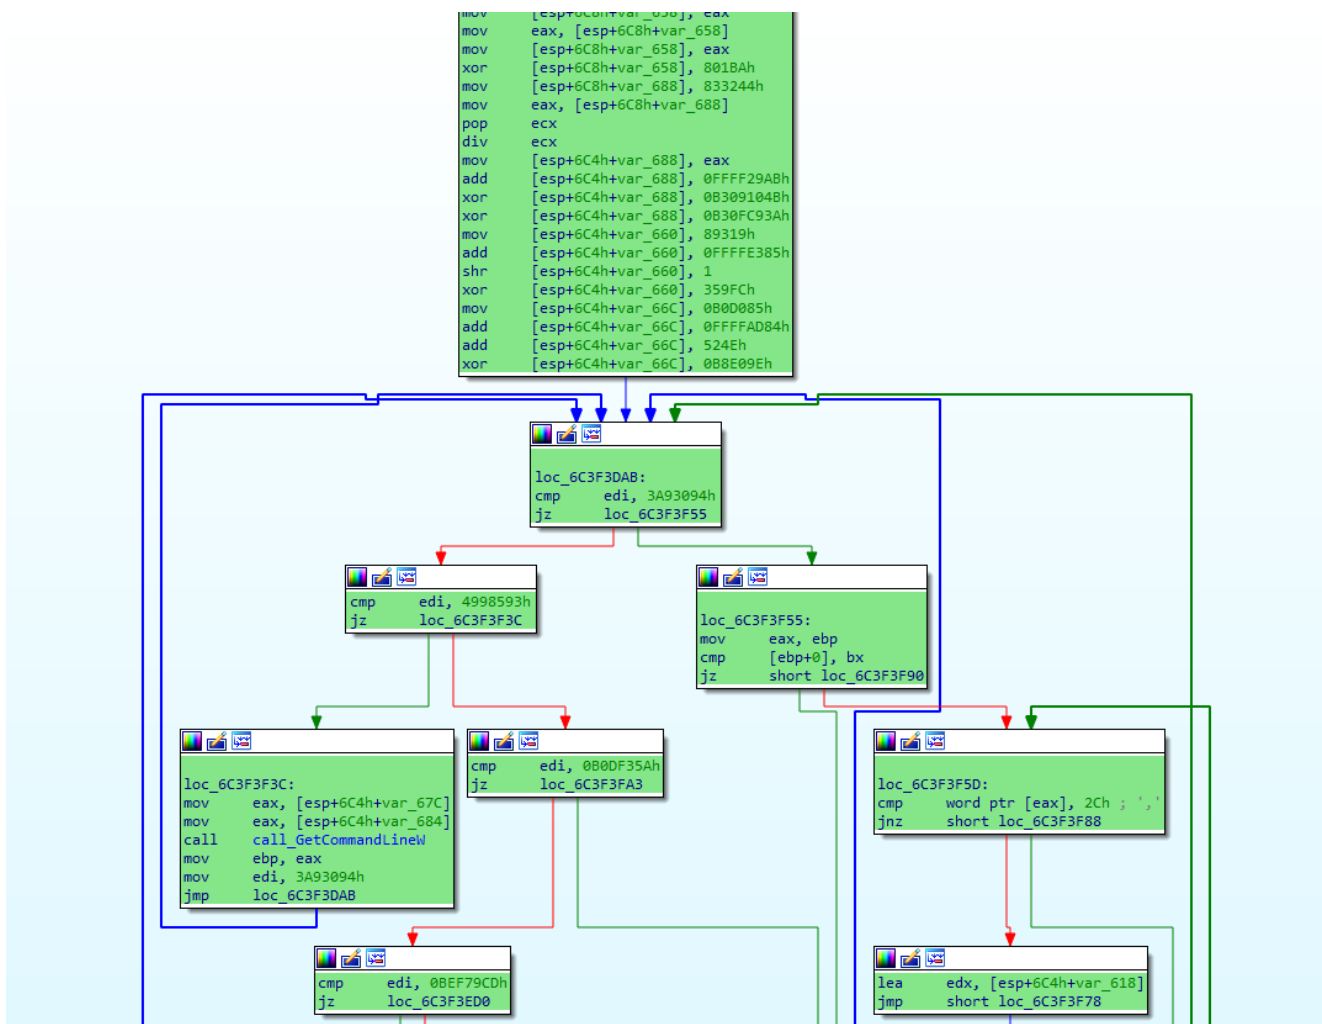 mov [esp+6C8h+var_658], eax
mov eax, [esp+6C8h+var_658]
mov [esp+6C8h+var_658], eax
xor [esp+6C8h+var_658], 801BAh
mov [esp+6C8h+var_688], 833244h
mov eax, [esp+6C8h+var_688]
pop ecx
div ecx
mov [esp+6C4h+var_688], eax
add [esp+6C4h+var_688], 0FFFF29ABh
xor [esp+6C4h+var_688], 0B309104Bh
xor [esp+6C4h+var_688], 0B30FC93Ah
mov [esp+6C4h+var_660], 89319h
add [esp+6C4h+var_660], 0FFFFE385h
shr [esp+6C4h+var_660], 1
xor [esp+6C4h+var_660], 359FCh
mov [esp+6C4h+var_66C], 0B0D085h
add [esp+6C4h+var_66C], 0FFFFAD84h
add [esp+6C4h+var_66C], 524Eh
xor [esp+6C4h+var_66C], 0B8E09Eh
loc_6C3F3DAB:
cmp edi, 3A93094h
jz loc_6C3F3F55
cmp edi, 4998593h
jz loc_6C3F3F3C
loc_6C3F3F55:
mov eax, ebp
cmp [ebp+0], bx
jz short loc_6C3F3F90
loc_6C3F3F3C:
mov eax, [esp+6C4h+var_67C]
mov eax, [esp+6C4h+var_684]
call call_GetCommandLineW
mov ebp, eax
mov edi, 3A93094h
jmp loc_6C3F3DAB
cmp edi, 0B0DF35Ah
jz loc_6C3F3FA3
loc_6C3F3F5D:
cmp word ptr [eax], 2Ch ; ','
jnz short loc_6C3F3F88
cmp edi, 0BEF79CDh
jz loc_6C3F3ED0
lea edx, [esp+6C4h+var_618]
jmp short loc_6C3F3F78